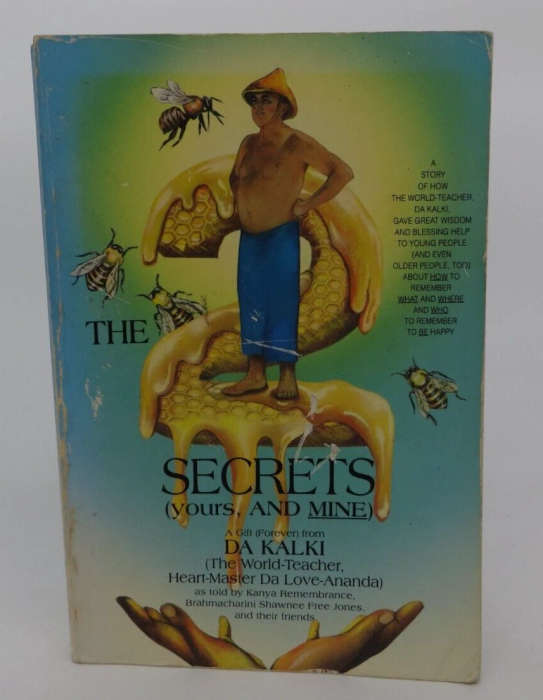 A
STORY
OF HOW
THE WORLD-TEACHER,
DA KALKI,
GAVE GREAT WISDOM
AND BLESSING HELP
TO YOUNG PEOPLE
(AND EVEN
OLDER PEOPLE, TOO)
ABOUT HOW TO
REMEMBER
WHAT AND WHERE
AND WHO
TO REMEMBER
TO BE HAPPY
THE 2
SECRETS
(yours, AND MINE)
A Gift (Forever) from
DA KALKI
(The World-Teacher,
Heart-Master Da Love-Ananda)
as told by Kanya Remembrance,
Brahmacharini Shawnee Free Jones,
and their friends.